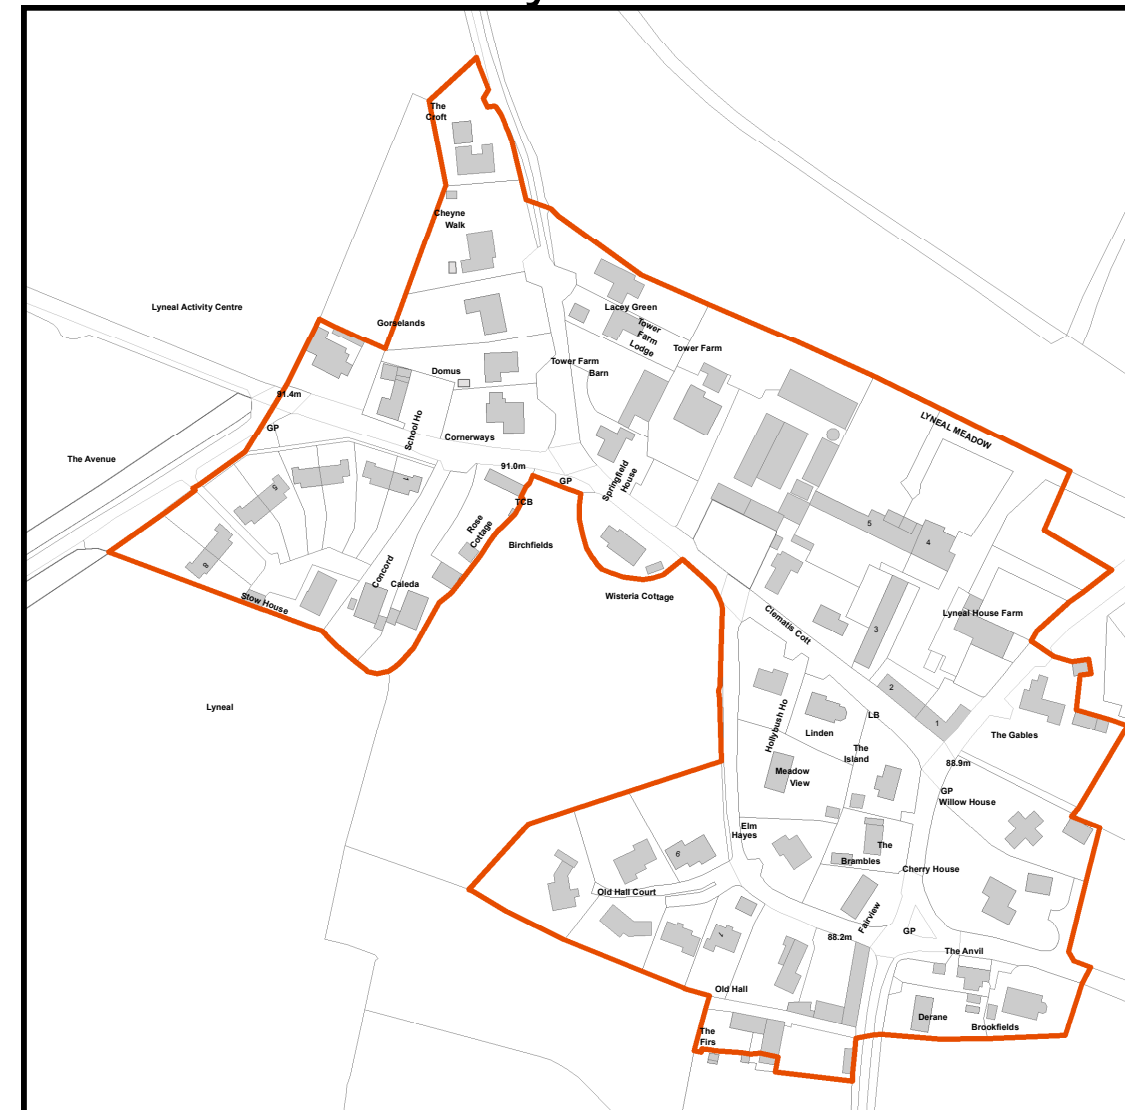 The
Croft
Cheyne
Walk
Lyneal Activity Centre
Gorselands
Lacey Green
Tower
Farm
Lodge
Tower Farm
Domus
Tower Farm
Barn
91.4m
GP
School Ho
Cornerways
LYNEAL MEADOW
The Avenue
91.0m
GP
Springfield
House
TCB
5
1
Rose
Cottage
Birchfields
5
4
8
Concord
Caleda
Stow House
Wisteria Cottage
Clematis Cott
Lyneal House Farm
3
2
1
Lyneal
Hollybush Ho
Linden
LB
The
Island
The Gables
Meadow
View
88.9m
GP
Willow House
Elm
Hayes
The
Brambles
6
Cherry House
Old Hall Court
Fairview
1
88.2m
GP
The Anvil
Old Hall
Derane
Brookfields
The
Firs